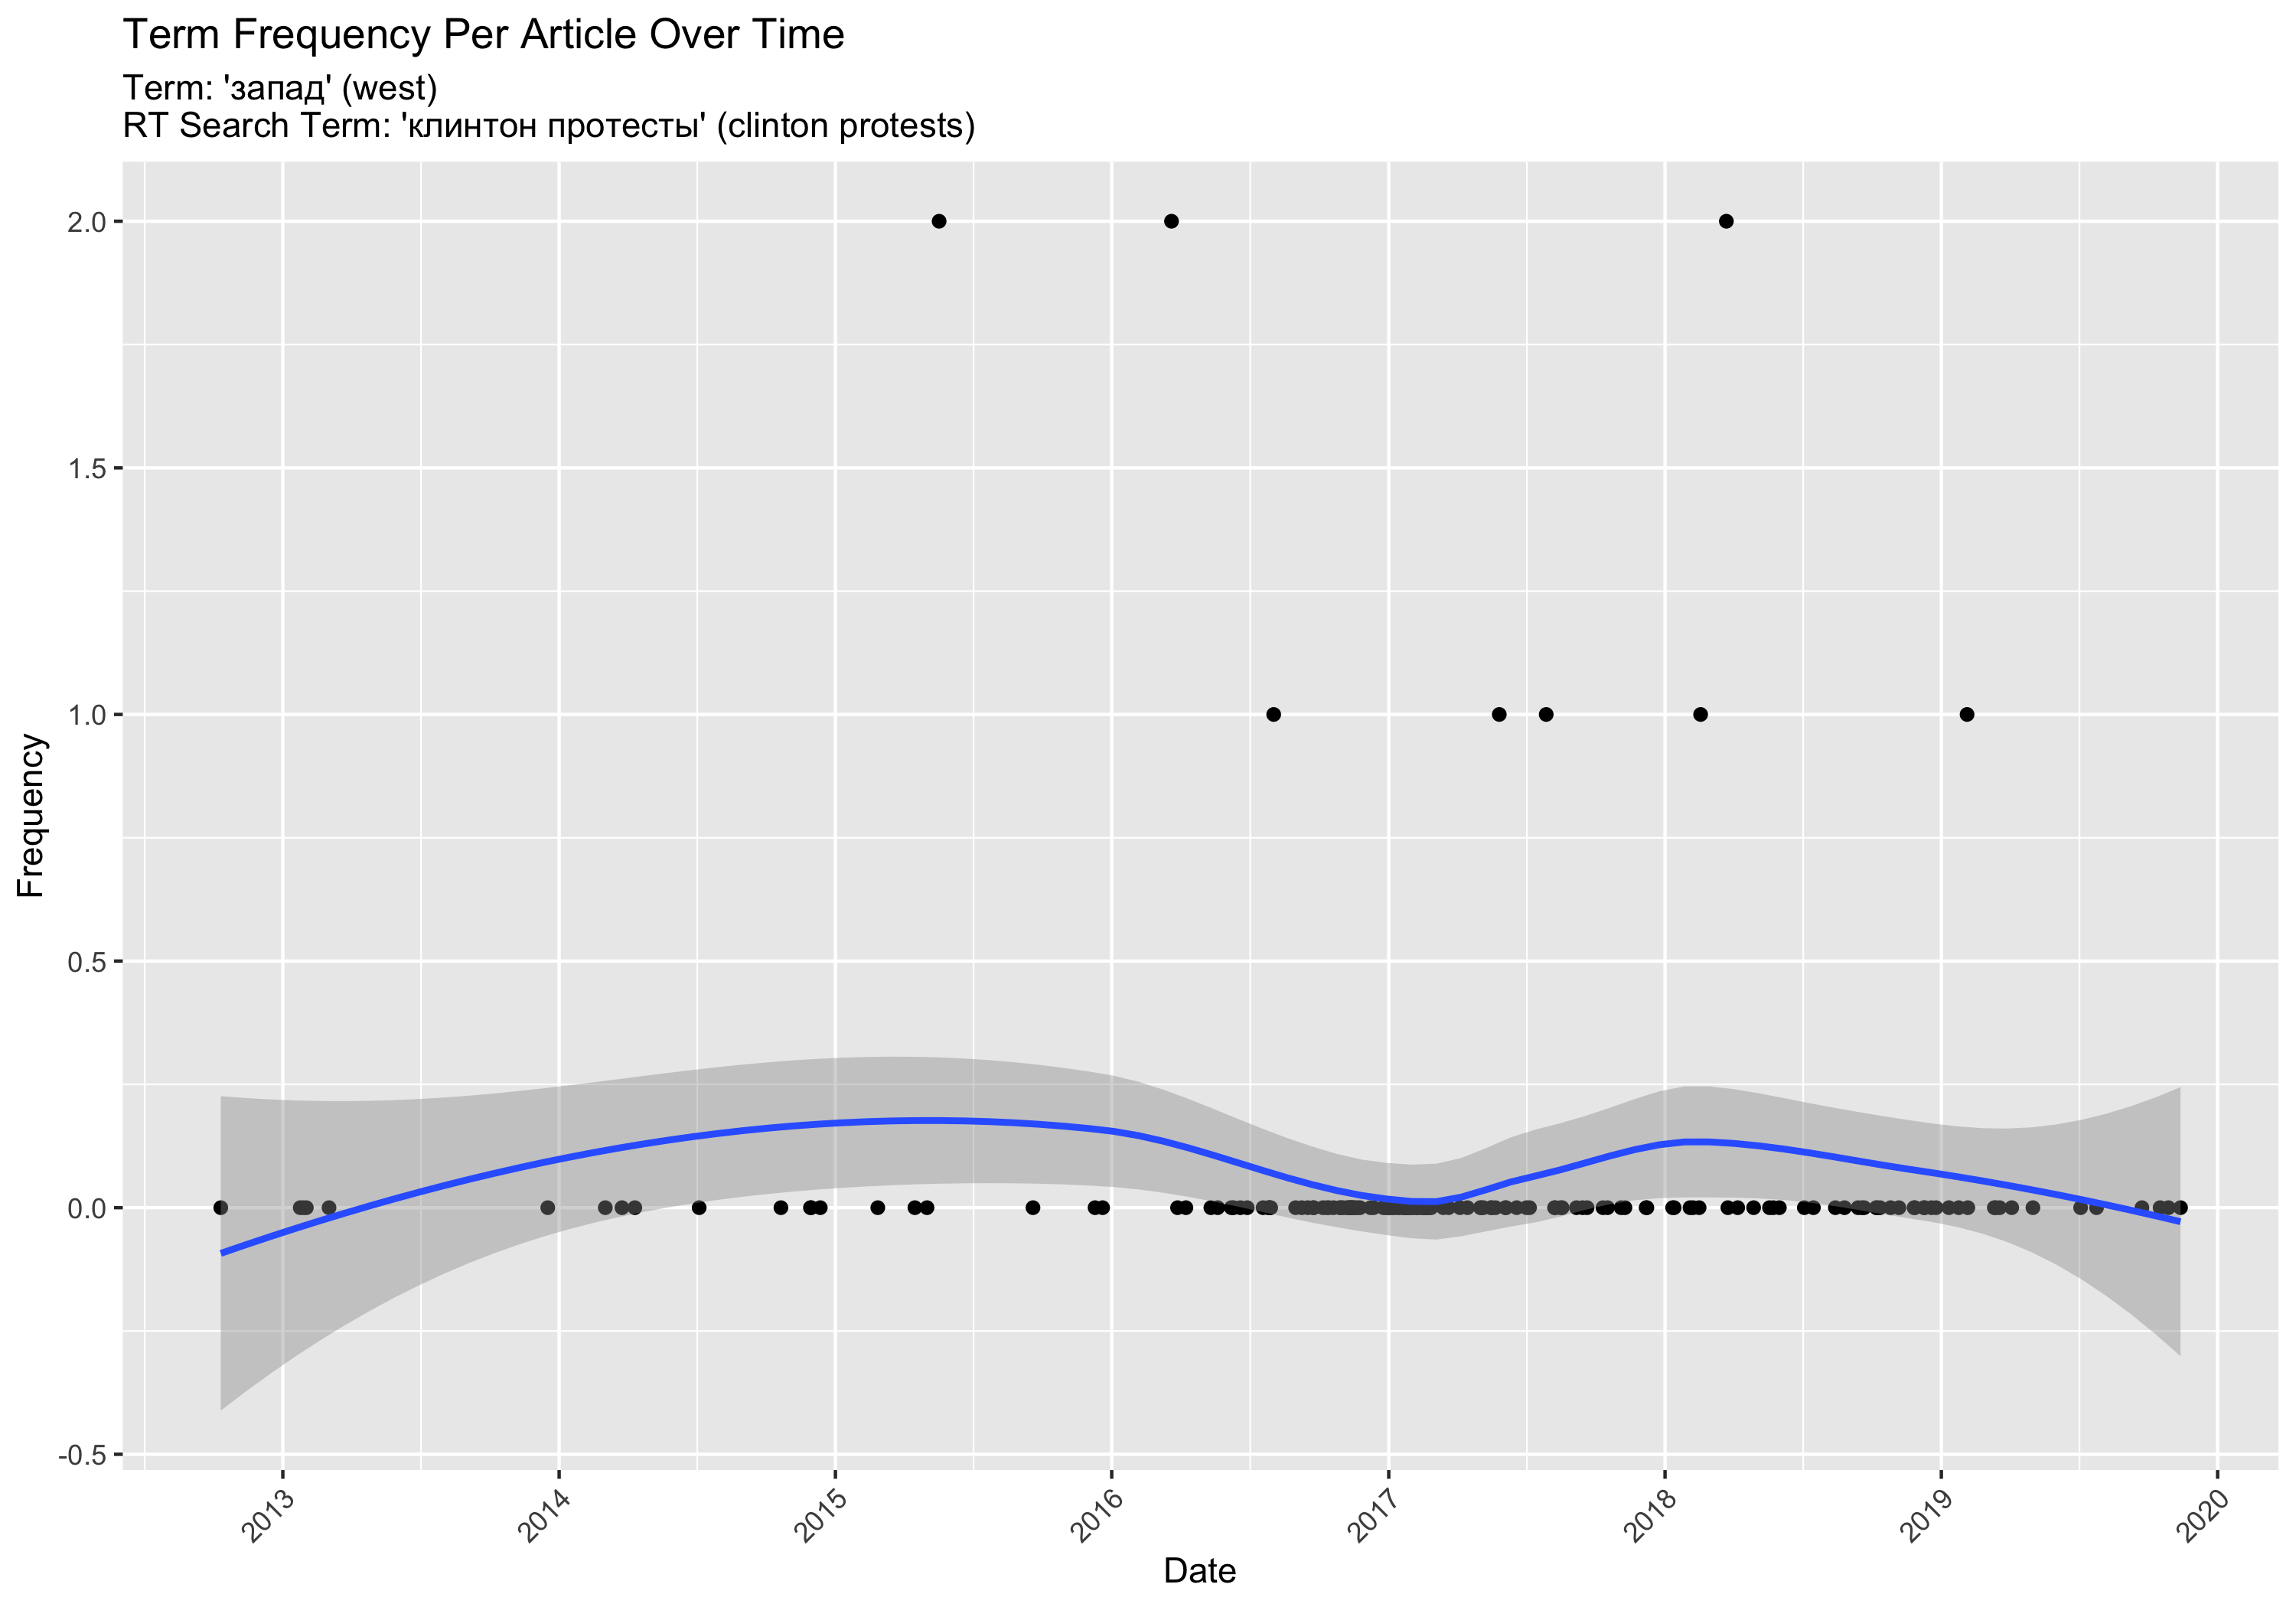 Term Frequency Per Article Over Time
Term: 'запад' (west)
RT Search Term: 'клинтон протесты' (clinton protests)
2.0
1.5
1.0
0.5
0.0
-0.5
Frequency
2013
2014
2015
2016
2017
2018
2019
2020
Date